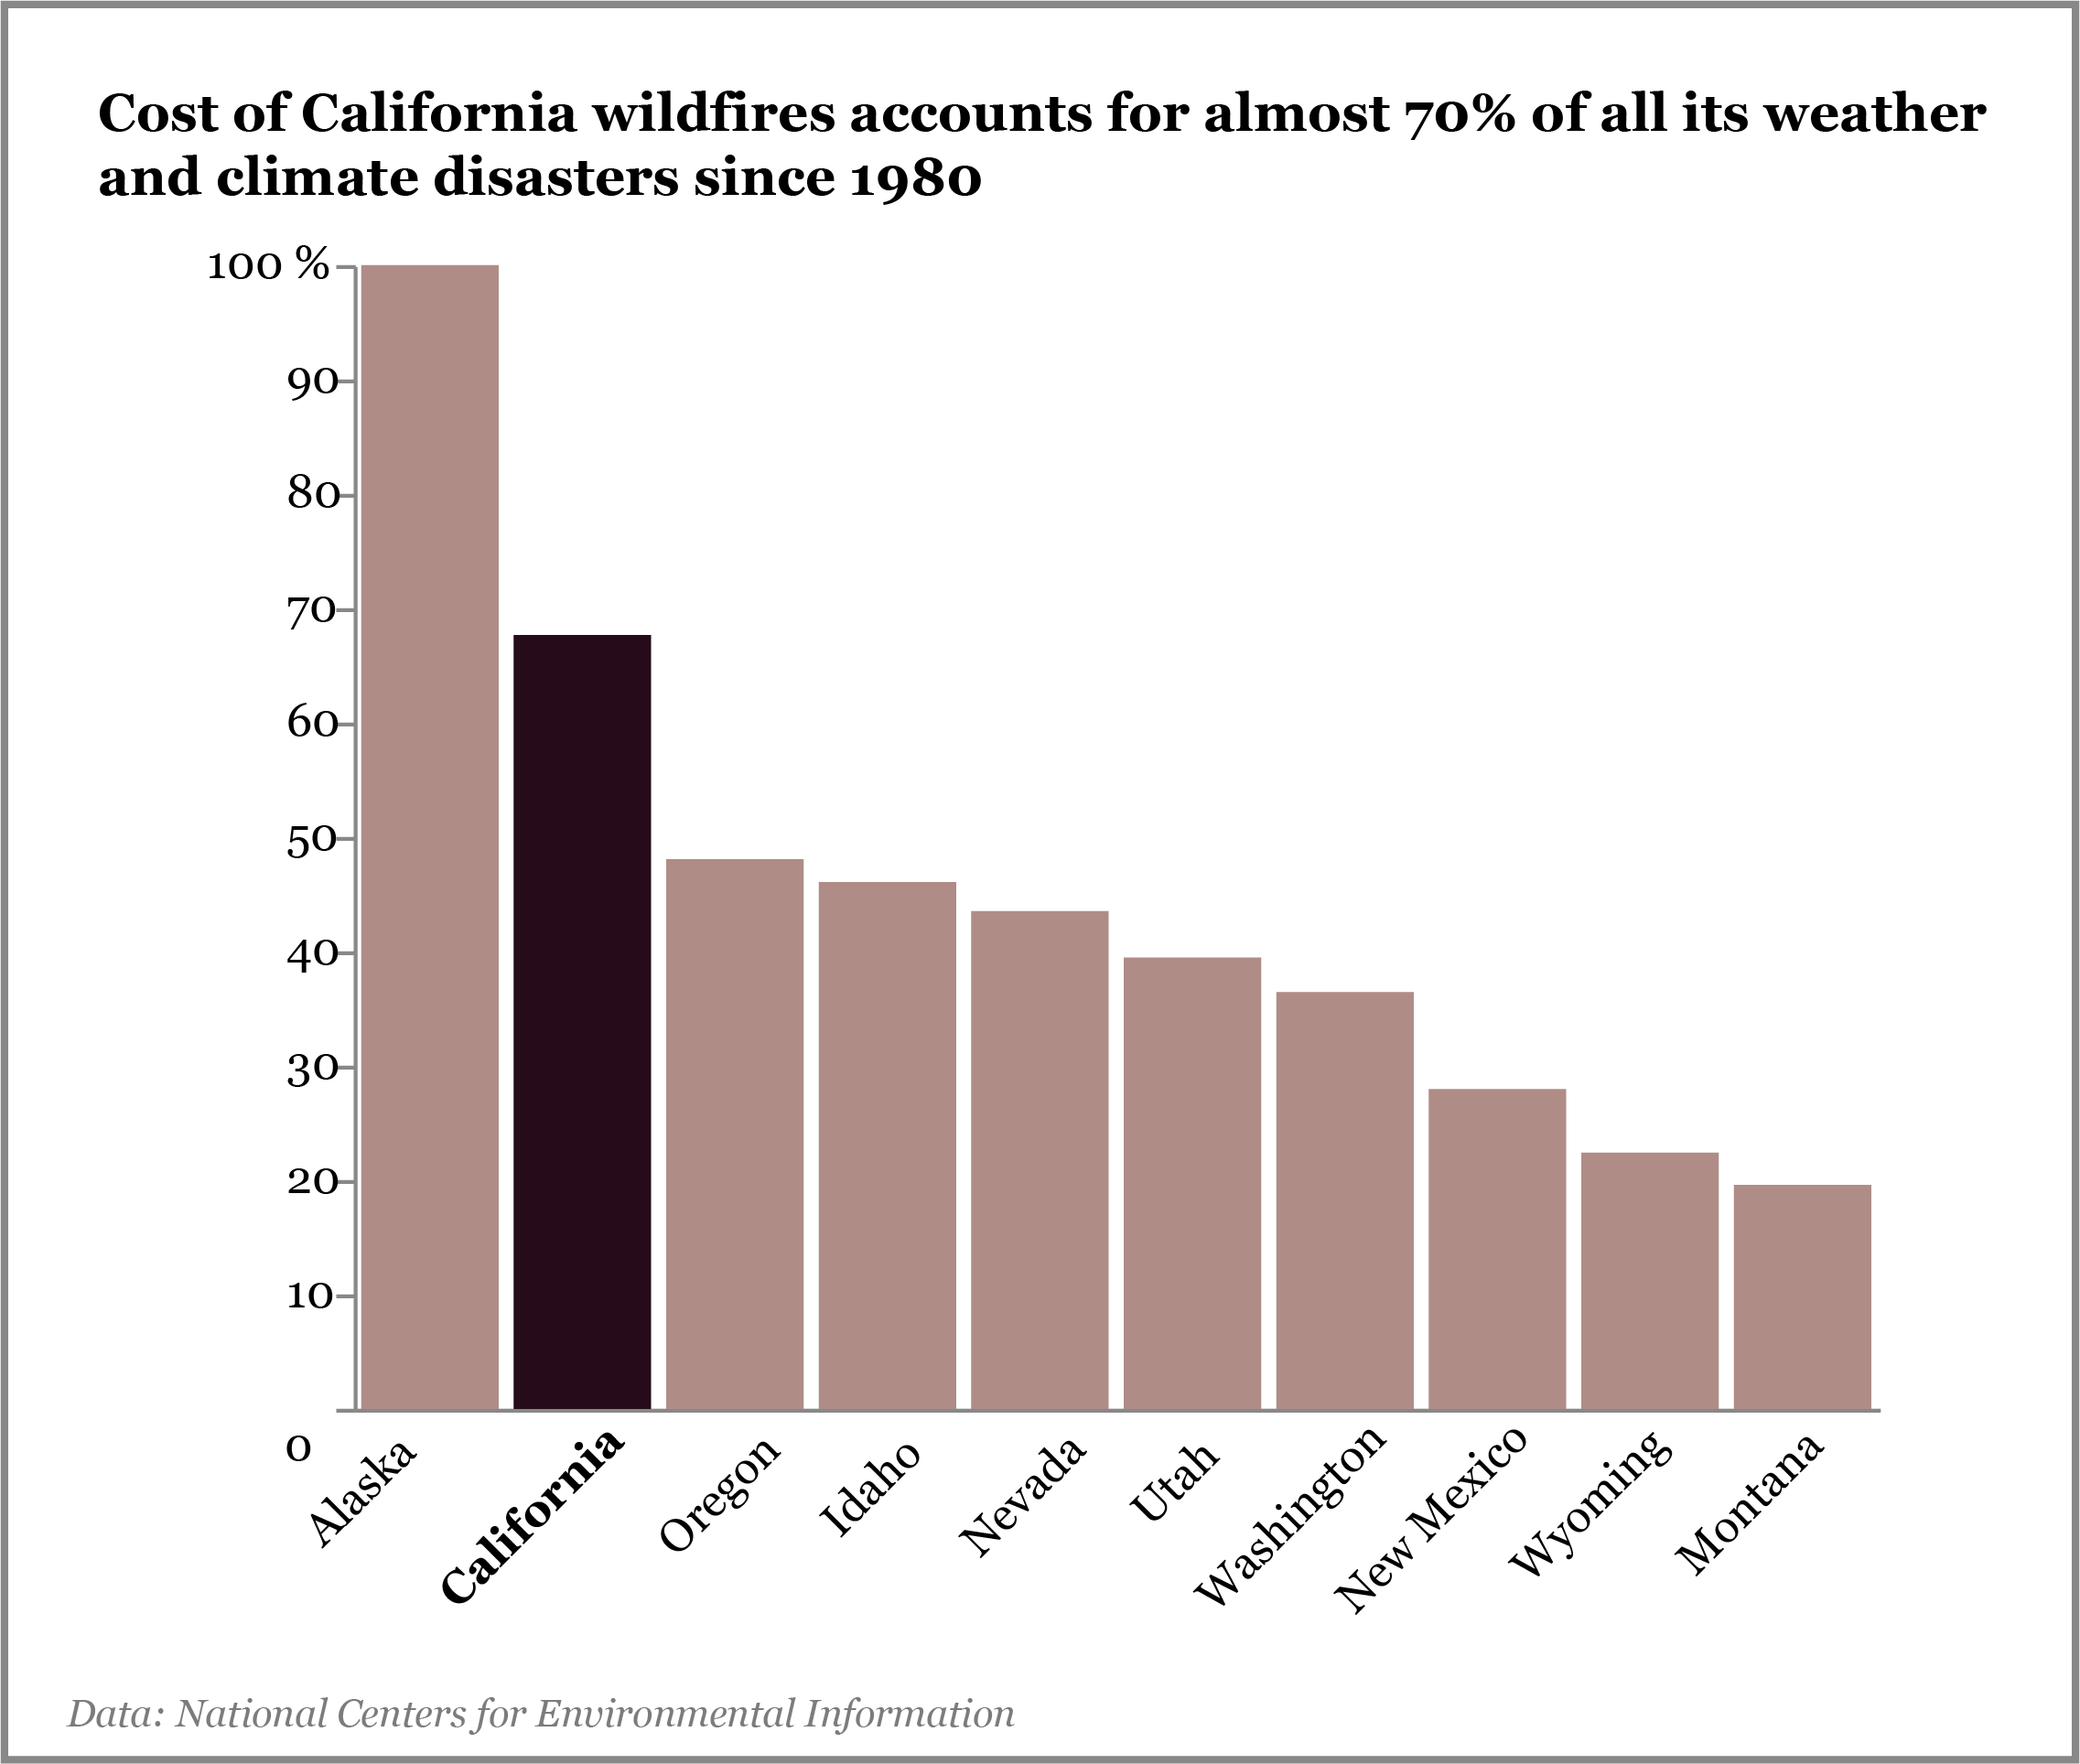 Cost of California wildfires accounts for almost 70% of all its weather
and climate disasters since 1980
100 %
90
80
70
60
50
40
30
20
10
0
Alaska
California
Oregon
Idaho
Nevada
Utah
Washington
New Mexico
Wyoming
Montana
Data: National Centers for Environmental Information